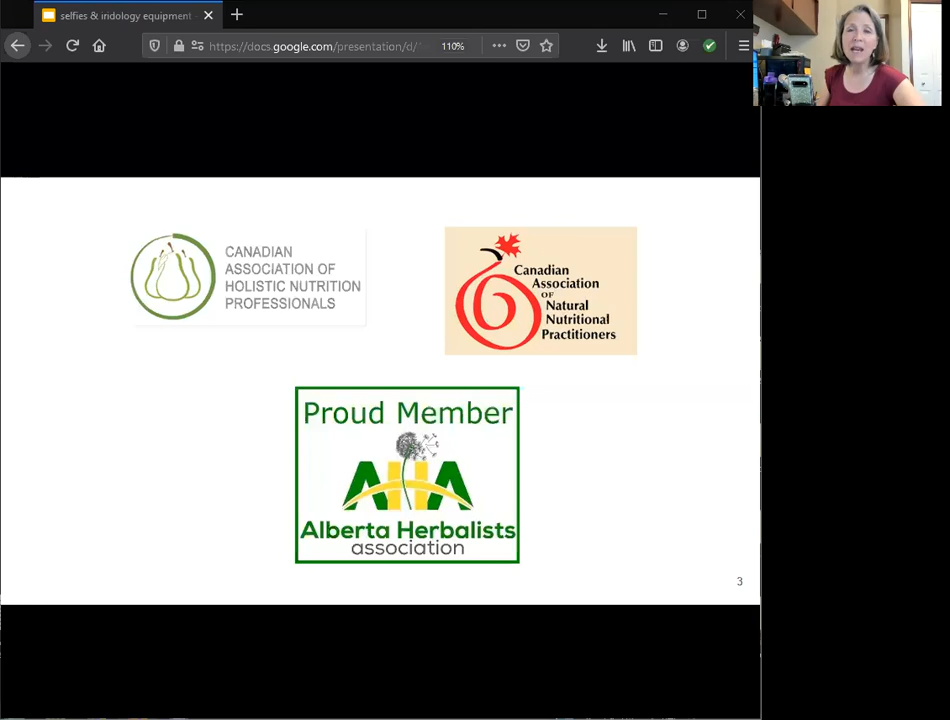 selfies & iridology equipment
https://docs.google.com/presentation/d/
110%
CANADIAN
ASSOCIATION OF
HOLISTIC NUTRITION
PROFESSIONALS
Canadian
Association
OF
Natural
Nutritional
Practitioners
Proud Member
AHA
Alberta Herbalists
association
3